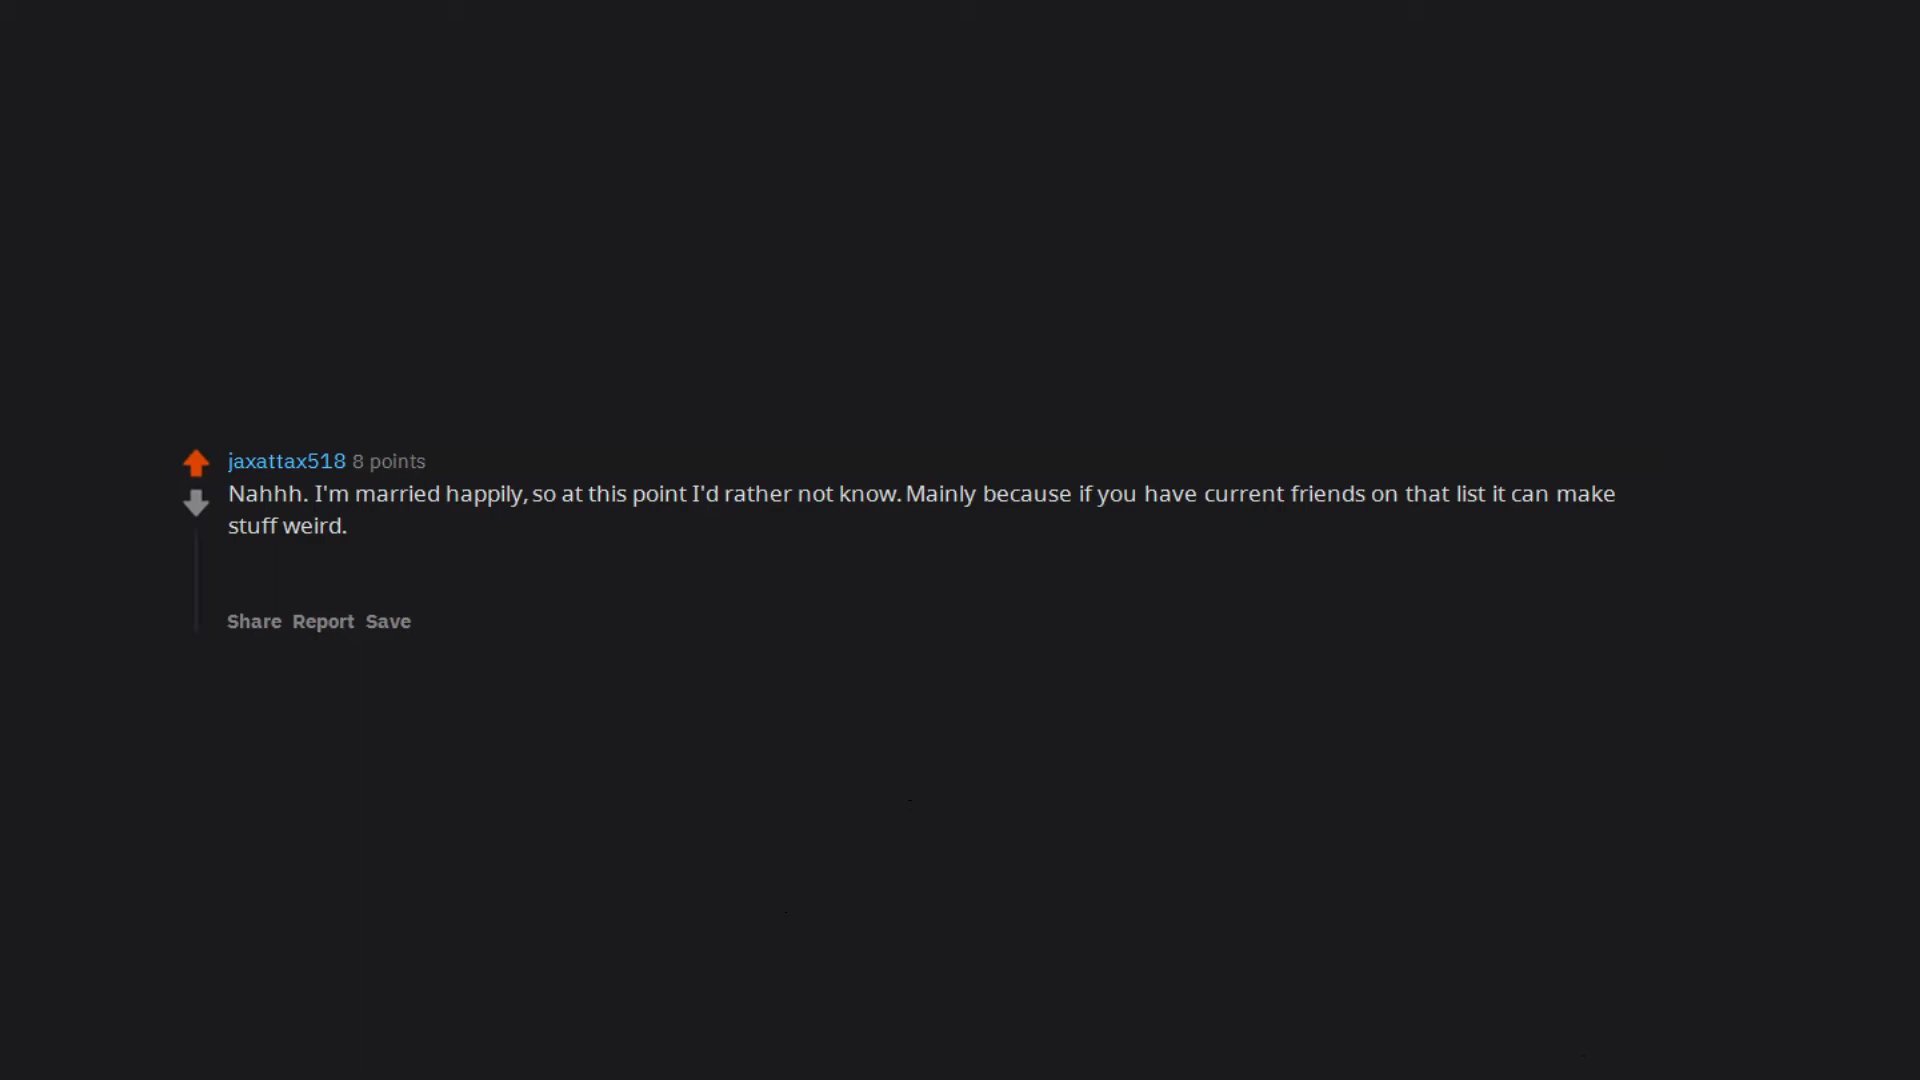 jaxattax518 8 points
Nahhh. I'm married happily, so at this point I'd rather not know. Mainly because if you have current friends on that list it can make
stuff weird.
Share Report Save